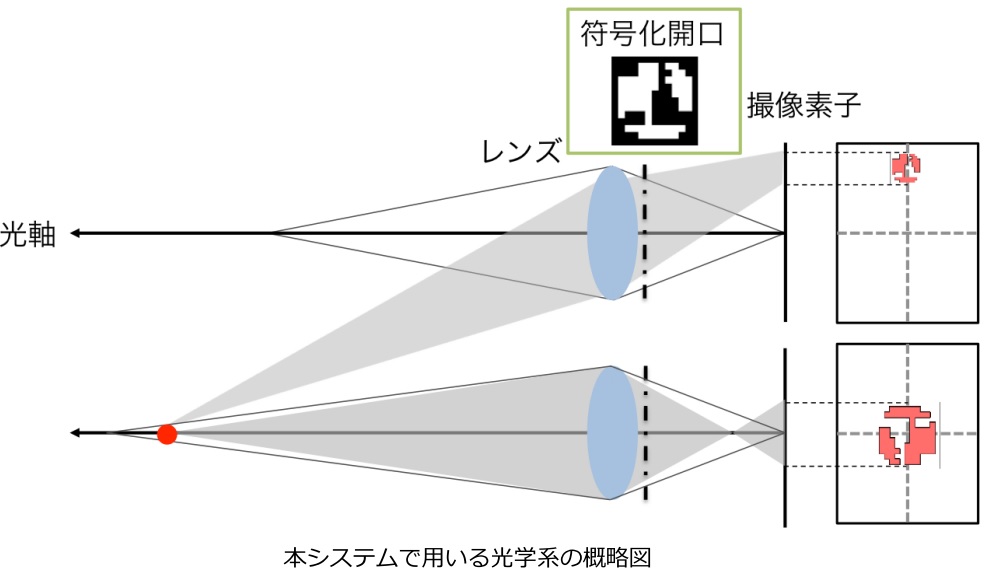 符号化開口
撮像素子
レンズ
光軸
本システムで用いる光学系の概略図